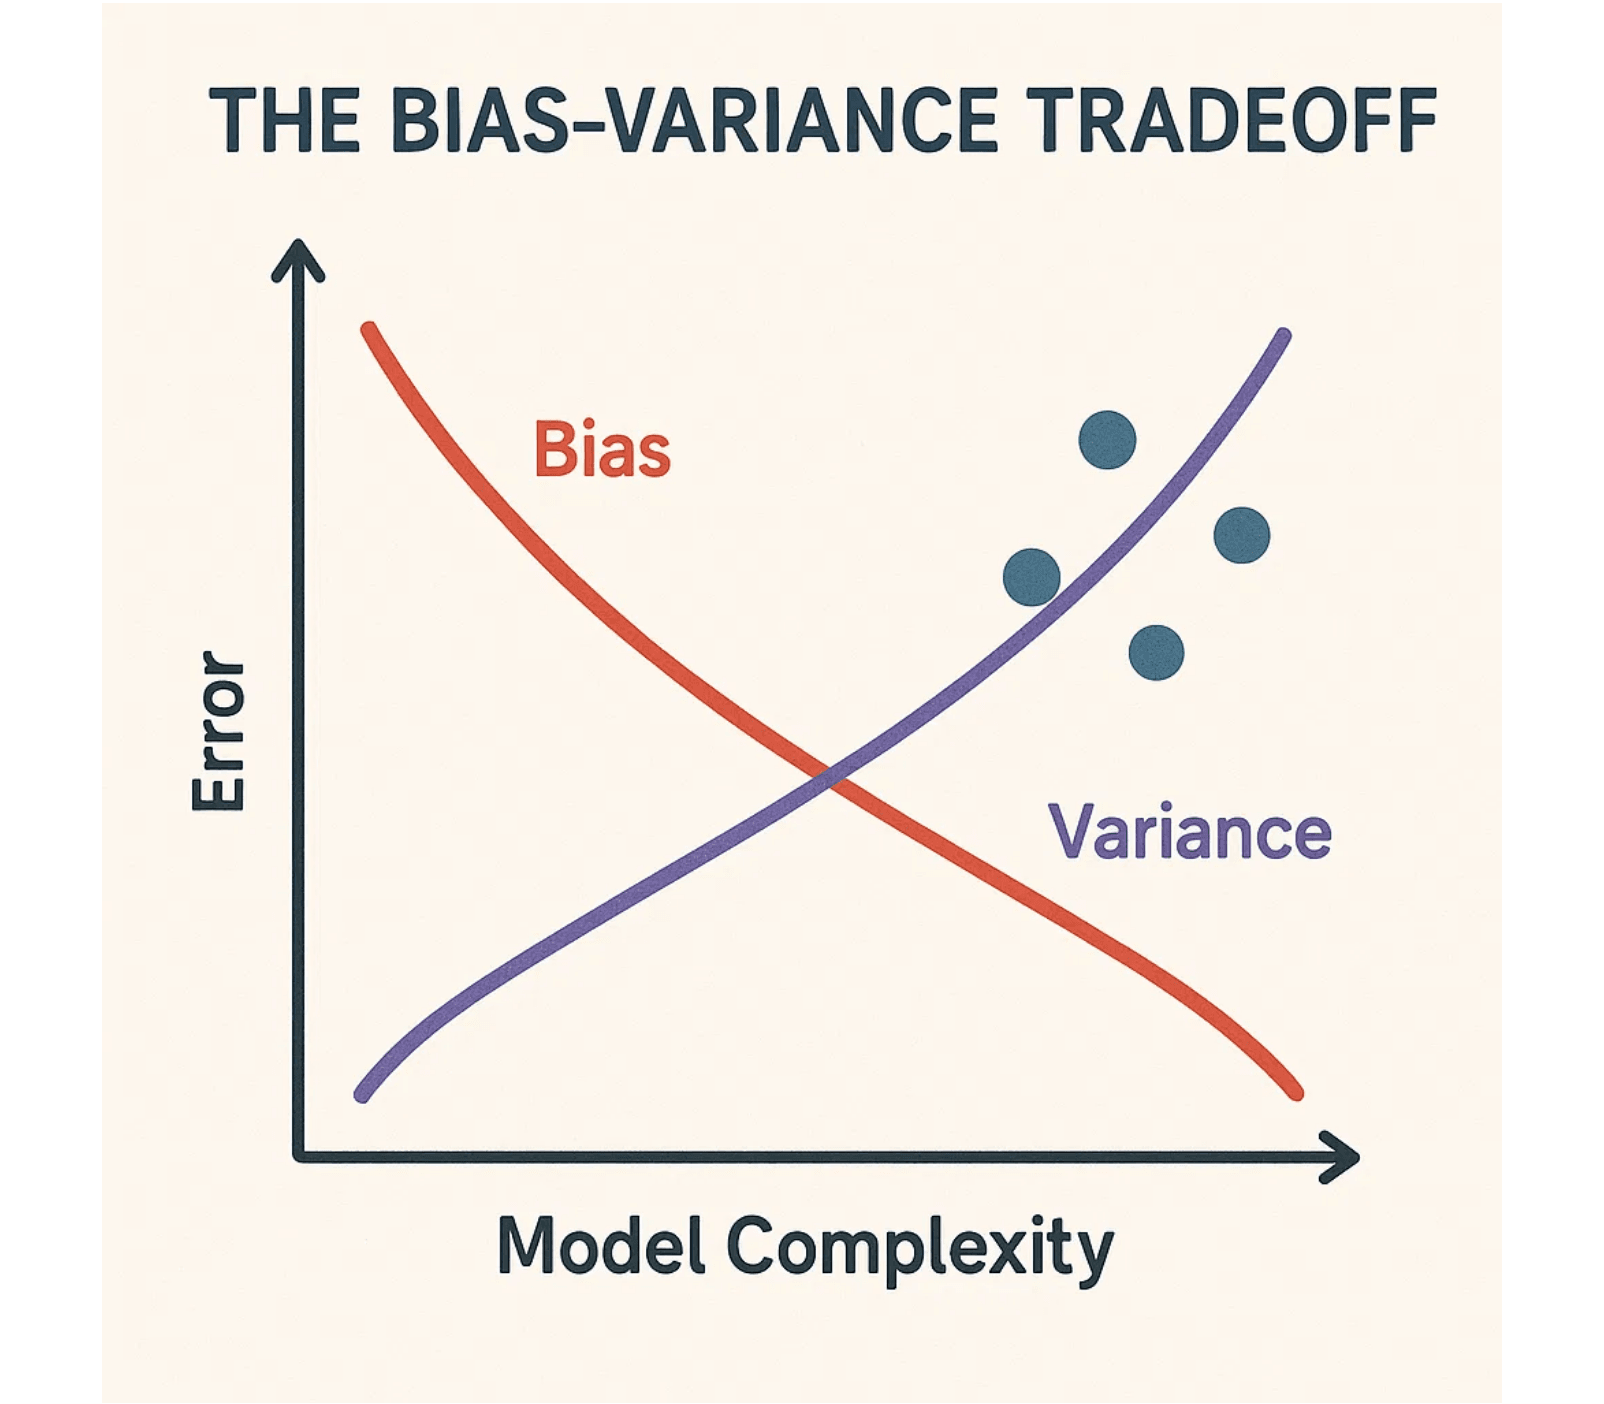 THE BIAS–VARIANCE TRADEOFF
Bias
Error
Variance
Model Complexity